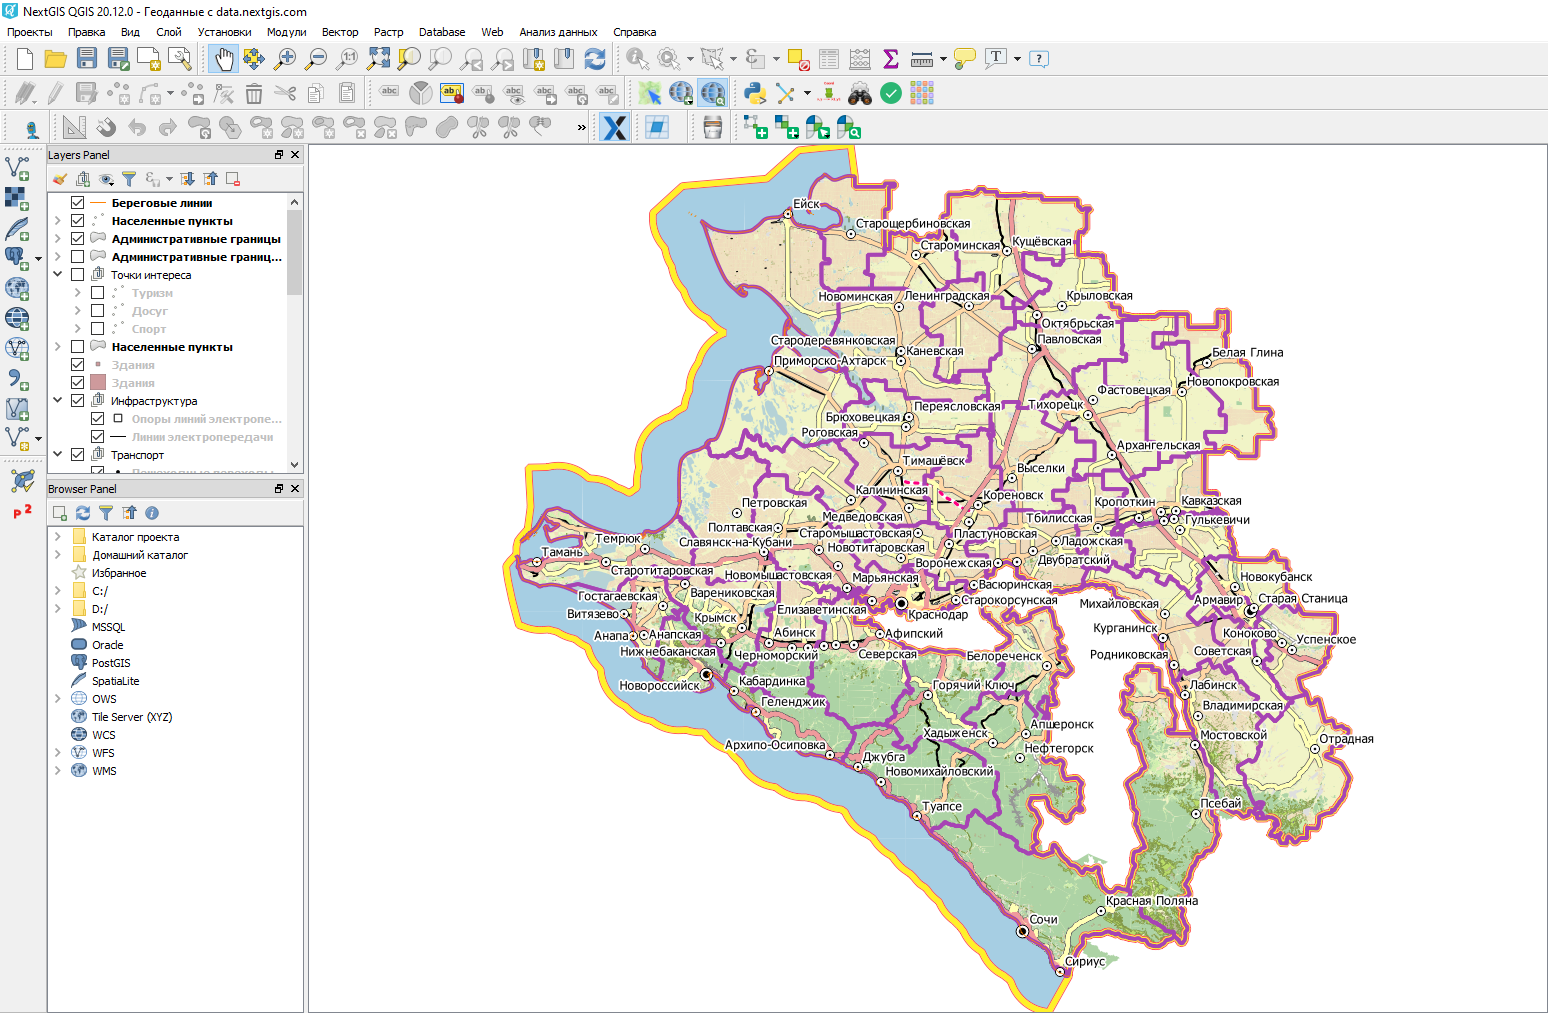 NextGIS QGIS 20.12.0 - Геоданные с data.nextgis.com
Проекты Правка Вид Слой Установки Модули Вектор Растр Database Web Анализ данных Справка
Layers Panel
Береговые линии
Населенные пункты
Административные границы
Административные границ...
Точки интереса
Туризм
Досуг
Спорт
Населенные пункты
Здания
Здания
Инфраструктура
Опоры линий электропе...
Линии электропередачи
Транспорт
Browser Panel
Каталог проекта
Домашний каталог
Избранное
C:/
D:/
MSSQL
Oracle
PostGIS
SpatiaLite
OWS
Tile Server (XYZ)
WCS
WFS
WMS
Ейск
Старощербиновская
Староминская
Кущёвская
Новоминская
Ленинградская
Крыловская
Октябрьская
Стародеревянковская
Павловская
Каневская
Белая Глина
Приморско-Ахтарск
Новопокровская
Фастовецкая
Переясловская
Тихорецк
Брюховецкая
Роговская
Архангельская
Тимашёвск
Выселки
Калининская
Кореновск
Петровская
Кропоткин
Кавказская
Медведовская
Тбилисская
Гулькевичи
Полтавская
Старомышастовская
Пластуновская
Темрюк
Славянск-на-Кубани
Новотитаровская
Ладожская
Тамань
Воронежская
Двубратский
Старотитаровская
Новомышастовская
Марьянская
Новокубанск
Васюринская
Гостагаевская
Варениковская
Старокорсунская
Армавир
Старая Станица
Михайловская
Елизаветинская
Краснодар
Витязево
Крымск
Курганинск
Анапа
Анапская
Абинск
Афипский
Коноково
Успенское
Нижнебаканская
Черноморский
Северская
Белореченск
Родниковская
Советская
Новороссийск
Кабардинка
Горячий Ключ
Лабинск
Геленджик
Владимирская
Апшеронск
Хадыженск
Мостовской
Отрадная
Архипо-Осиповка
Нефтегорск
Джубга
Новомихайловский
Туапсе
Псебай
Красная Поляна
Сочи
Сириус